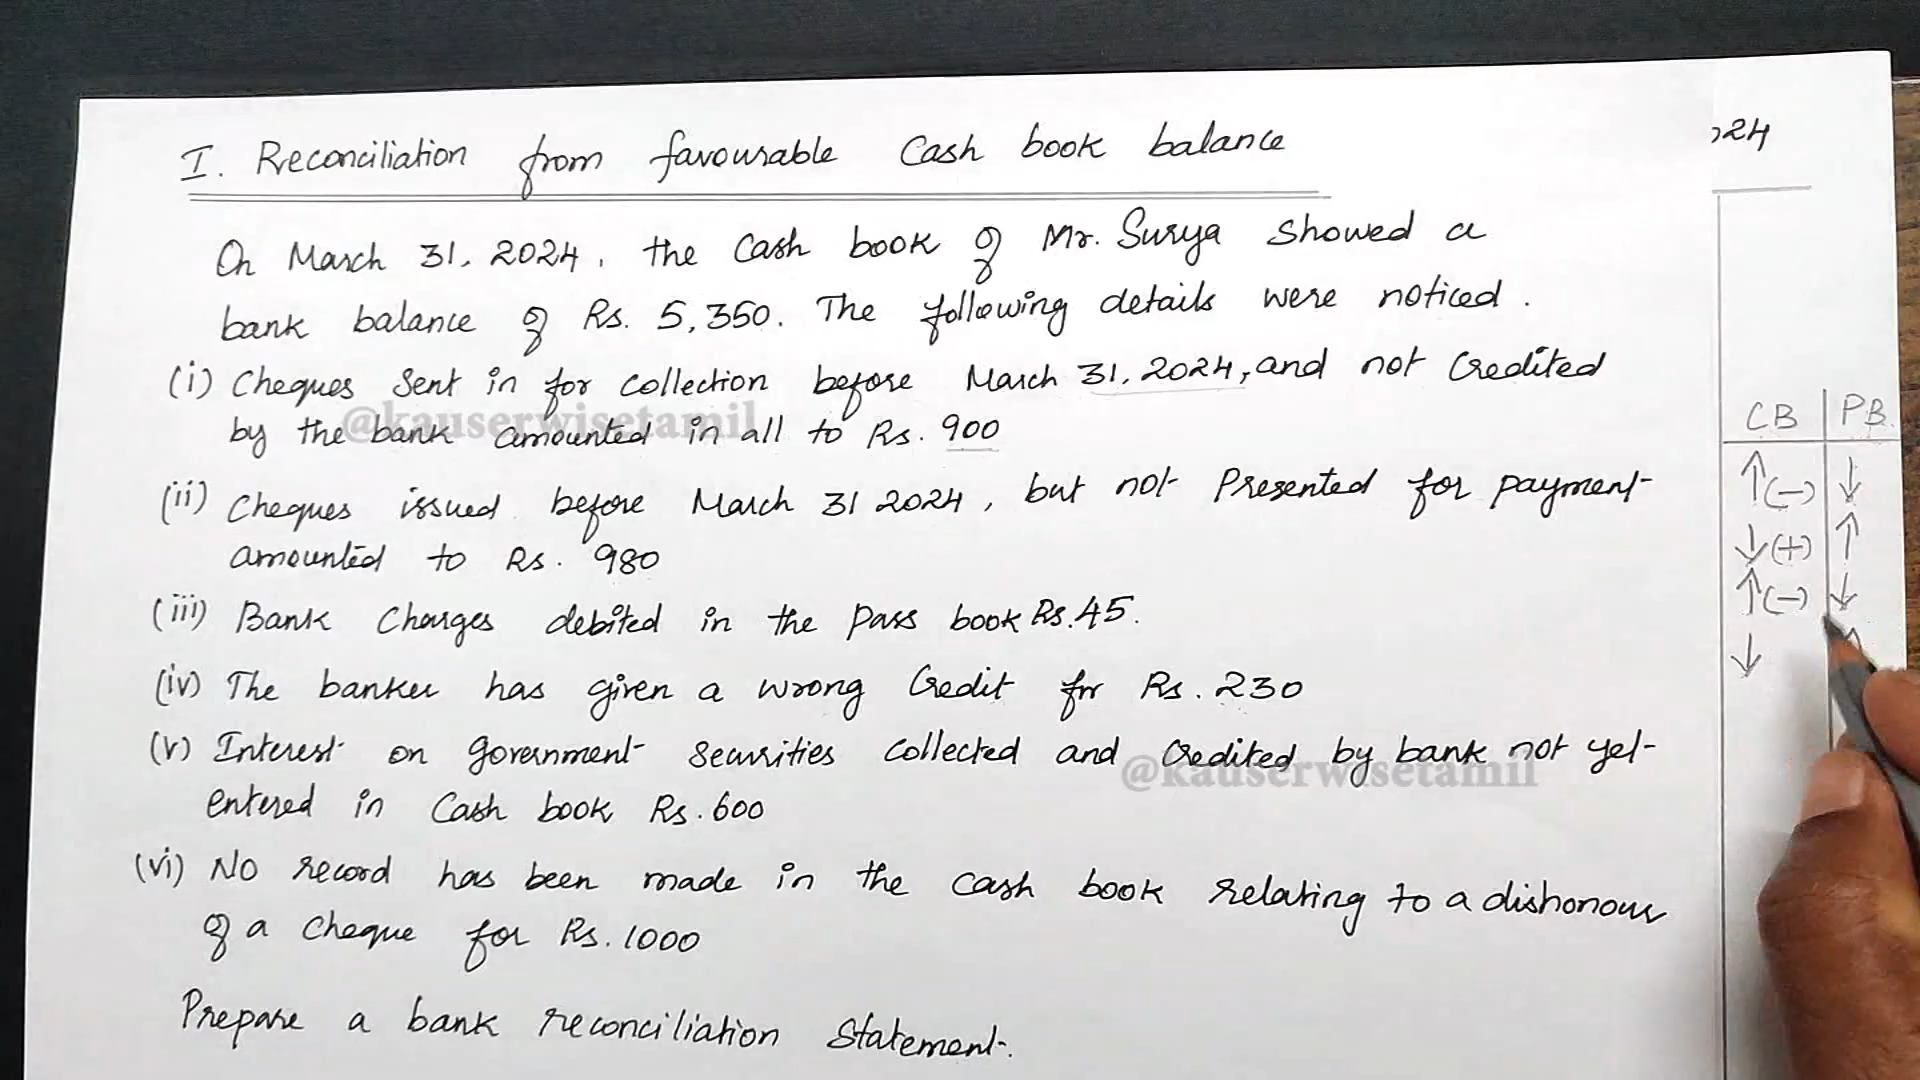 I. Reconciliation from favourable Cash book balance
024
On March 31, 2024, the Cash book of Mr. Surya Showed a
bank balance of Rs. 5,350. The following details were noticed.
(i) Cheques Sent in for collection before March 31, 2024, and not Credited
by the bank amounted in all to Rs. 900
@kauserwisetamil
(ii) Cheques issued before March 31 2024, but not Presented for payment
amounted to Rs. 980
(iii) Bank Charges debited in the Pass book Rs. 45.
(iv) The banker has given a wrong Credit for Rs. 230
(v) Interest on government Securities Collected and Credited by bank not yet
entered in Cash book Rs. 600
@kauserwisetamil
(vi) No record has been made in the Cash book relating to a dishonour
of a Cheque for Rs. 1000
Prepare a bank reconciliation Statement.
CB PB
↑(-) ↓
↓(+) ↑
↑(-) ↓
↓ ↑